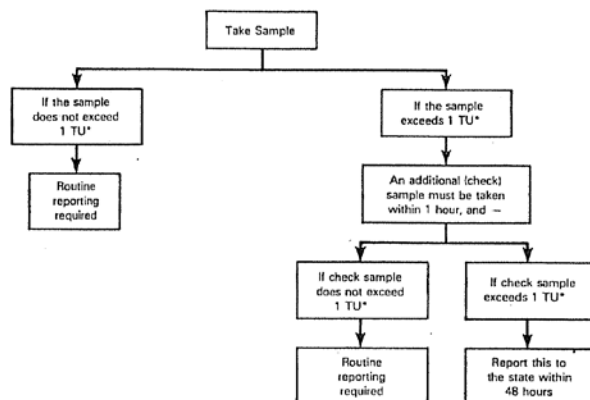 Take Sample
If the sample
does not exceed
1 TU*
If the sample
exceeds 1 TU*
Routine
reporting
required
An additional (check)
sample must be taken
within 1 hour, and —
If check sample
does not exceed
1 TU*
If check sample
exceeds 1 TU*
Routine
reporting
required
Report this to
the state within
48 hours